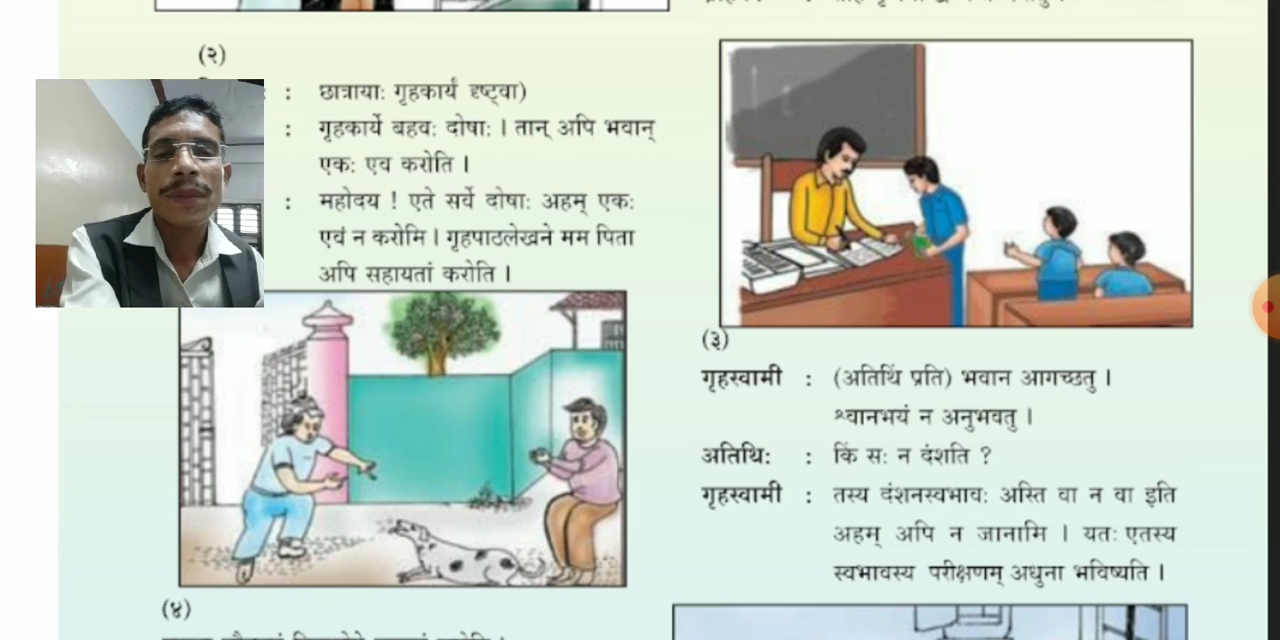 (२)
: छात्रायाः गृहकार्यं दृष्ट्वा)
: गृहकार्ये बहवः दोषाः । तान् अपि भवान्
एकः एव करोति ।
: महोदय ! एते सर्वे दोषाः अहम् एकः
एवं न करोमि । गृहपाठलेखने मम पिता
अपि सहायतां करोति ।
(३)
गृहस्वामी : (अतिथिं प्रति) भवान आगच्छतु ।
श्वानभयं न अनुभवतु ।
अतिथिः : किं सः न दंशति ?
गृहस्वामी : तस्य दंशनस्वभावः अस्ति वा न वा इति
अहम् अपि न जानामि । यतः एतस्य
स्वभावस्य परीक्षणम् अधुना भविष्यति ।
(४)